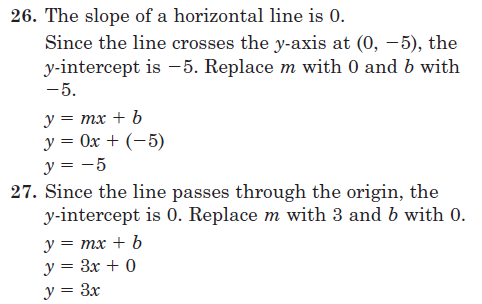 26. The slope of a horizontal line is 0.
Since the line crosses the y-axis at (0, −5), the
y-intercept is −5. Replace m with 0 and b with
−5.
y = mx + b
y = 0x + (−5)
y = −5
27. Since the line passes through the origin, the
y-intercept is 0. Replace m with 3 and b with 0.
y = mx + b
y = 3x + 0
y = 3x